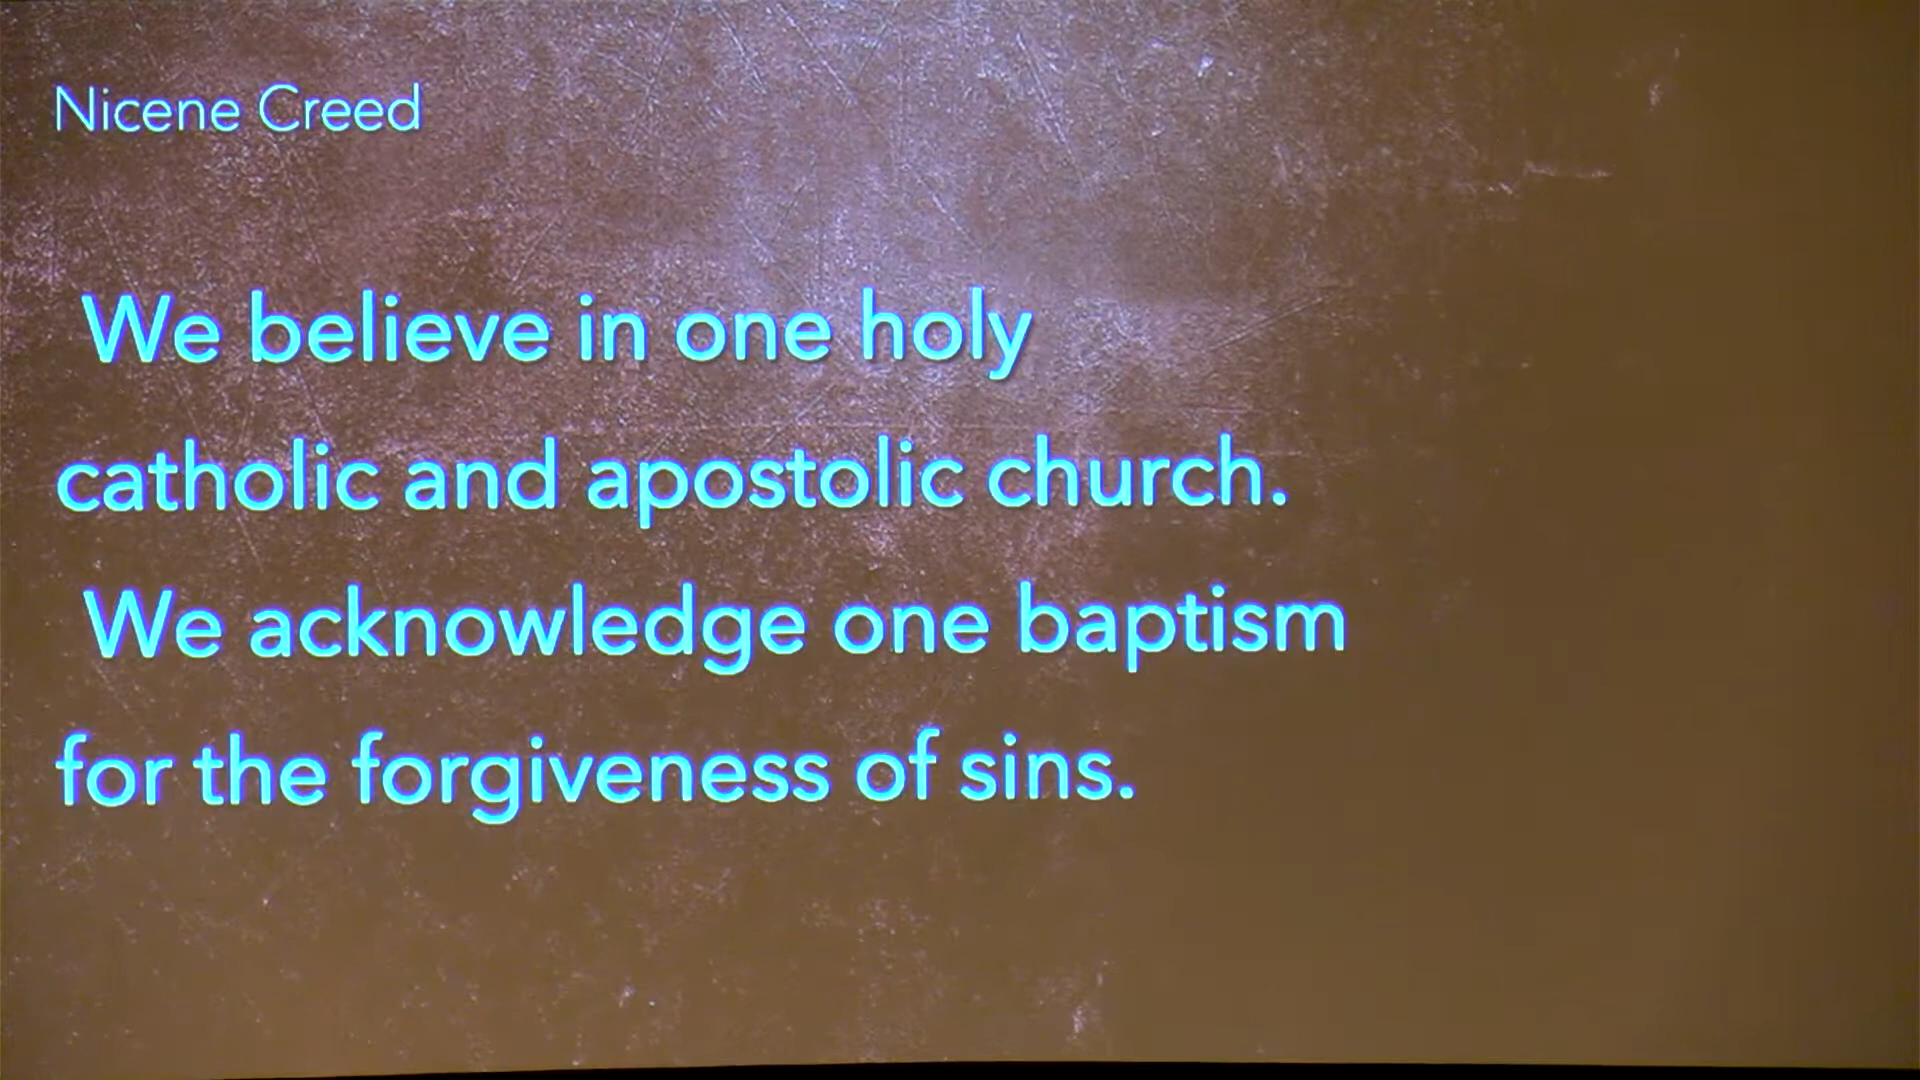 Nicene Creed
We believe in one holy
catholic and apostolic church.
We acknowledge one baptism
for the forgiveness of sins.